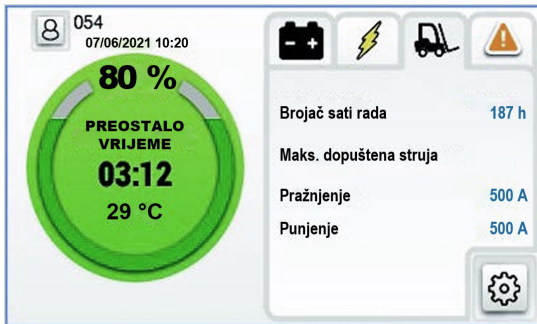 054
07/06/2021 10:20
80 %
PREOSTALO
VRIJEME
03:12
29 °C
Brojač sati rada 187 h
Maks. dopuštena struja
Pražnjenje 500 A
Punjenje 500 A